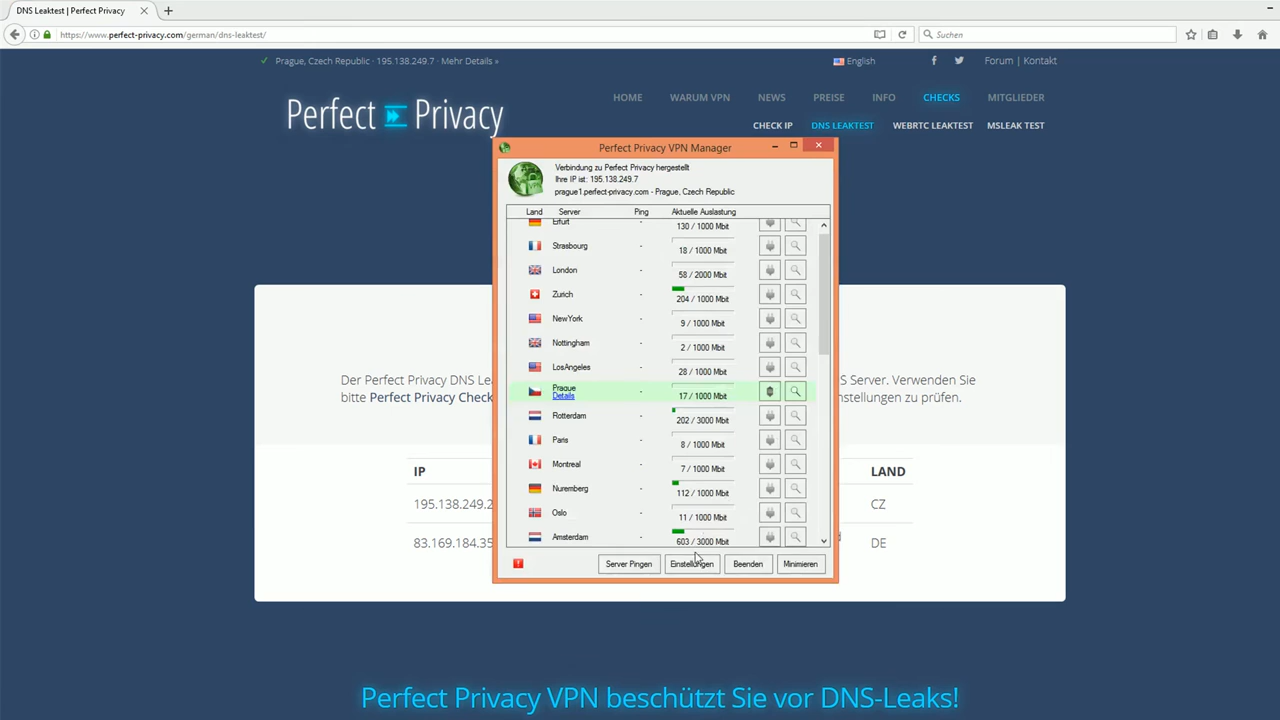 DNS Leaktest | Perfect Privacy
https://www.perfect-privacy.com/german/dns-leaktest/
Suchen
Prague, Czech Republic · 195.138.249.7 · Mehr Details »
English
Forum | Kontakt
Perfect Privacy
HOME WARUM VPN NEWS PREISE INFO CHECKS MITGLIEDER
CHECK IP DNS LEAKTEST WEBRTC LEAKTEST MSLEAK TEST
Perfect Privacy VPN Manager
Verbindung zu Perfect Privacy hergestellt
Ihre IP ist: 195.138.249.7
prague1.perfect-privacy.com - Prague, Czech Republic
Land Server Ping Aktuelle Auslastung
Erfurt - 130 / 1000 Mbit
Strasbourg - 18 / 1000 Mbit
London - 58 / 2000 Mbit
Zurich - 204 / 1000 Mbit
NewYork - 9 / 1000 Mbit
Nottingham - 2 / 1000 Mbit
LosAngeles - 28 / 1000 Mbit
Prague - 17 / 1000 Mbit
Details
Rotterdam - 202 / 3000 Mbit
Paris - 8 / 1000 Mbit
Montreal - 7 / 1000 Mbit
Nuremberg - 112 / 1000 Mbit
Oslo - 11 / 1000 Mbit
Amsterdam - 603 / 3000 Mbit
Server Pingen Einstellungen Beenden Minimieren
Der Perfect Privacy DNS Lea S Server. Verwenden Sie
bitte Perfect Privacy Check nstellungen zu prüfen.
IP LAND
195.138.249.2 CZ
83.169.184.35 DE
Perfect Privacy VPN beschützt Sie vor DNS-Leaks!